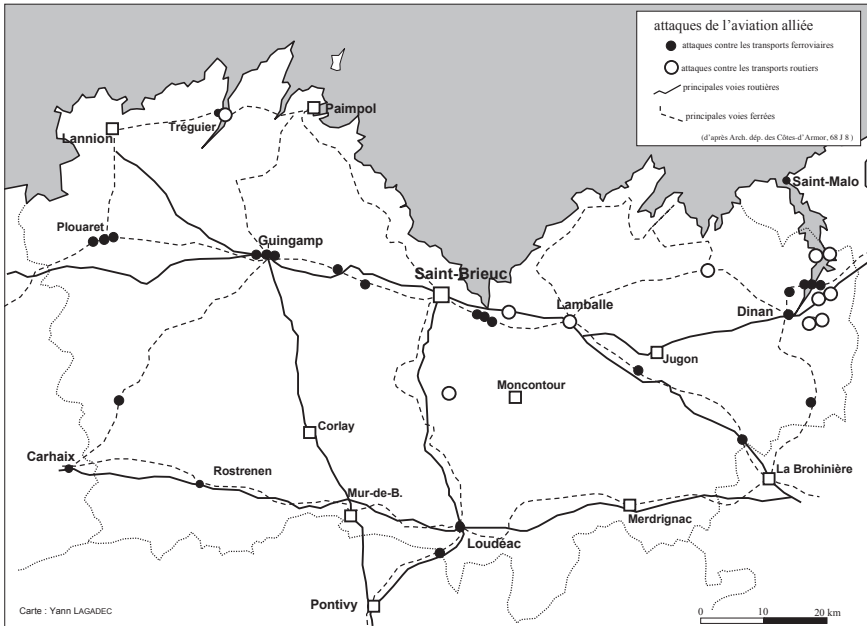 attaques de l'aviation alliée
attaques contre les transports ferroviaires
attaques contre les transports routiers
principales voies routières
principales voies ferrées
(d'après Arch. dép. des Côtes-d'Armor, 68 J 8 )
Paimpol
Tréguier
Lannion
Saint-Malo
Plouaret
Guingamp
Saint-Brieuc
Lamballe
Dinan
Jugon
Moncontour
Corlay
Carhaix
Rostrenen
La Brohinière
Mur-de-B.
Merdrignac
Loudéac
Pontivy
Carte : Yann LAGADEC
0 10 20 km